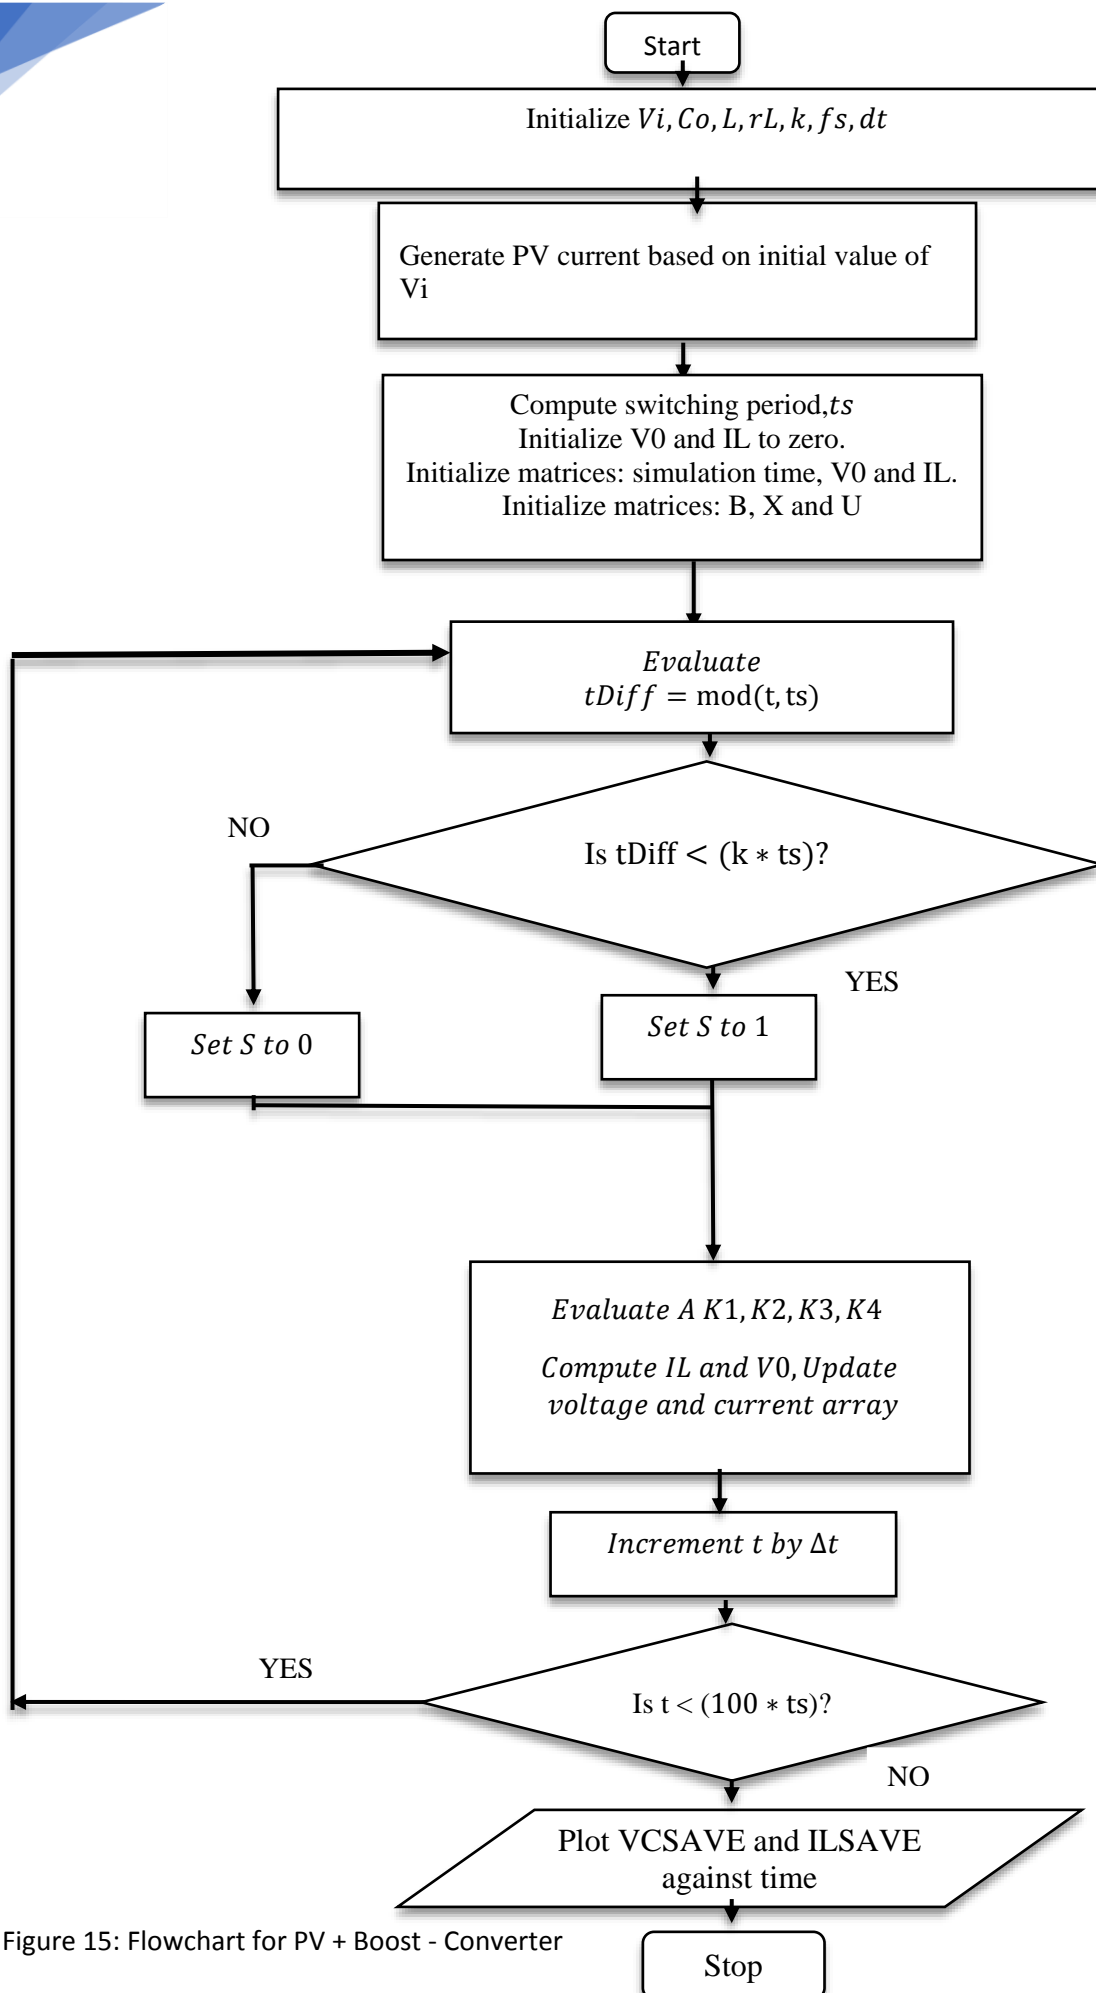 Start
Initialize Vi, Co, L, rL, k, fs, dt
Generate PV current based on initial value of
Vi
Compute switching period,ts
Initialize V0 and IL to zero.
Initialize matrices: simulation time, V0 and IL.
Initialize matrices: B, X and U
Evaluate
tDiff = mod(t, ts)
NO
Is tDiff < (k ∗ ts)?
YES
Set S to 0
Set S to 1
Evaluate A K1, K2, K3, K4
Compute IL and V0, Update
voltage and current array
Increment t by Δt
YES
Is t < (100 ∗ ts)?
NO
Plot VCSAVE and ILSAVE
against time
Figure 15: Flowchart for PV + Boost - Converter
Stop